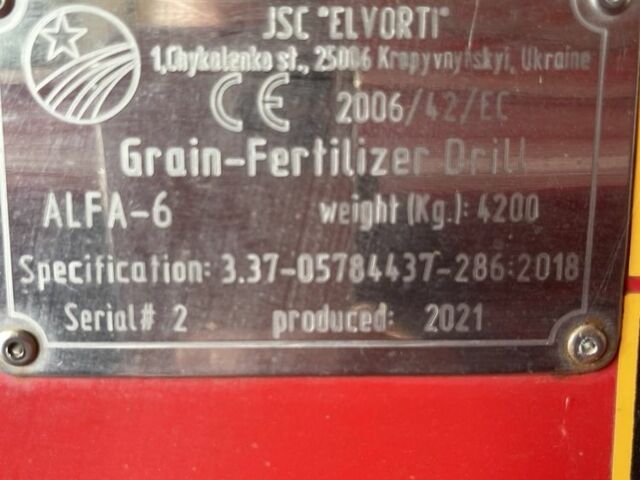 JSC "ELVORTI"
1,Chykalenko st., 25006 Kropyvnytskyi, Ukraine
CE 2006/42/EC
Grain-Fertilizer Drill
ALFA-6 weight (Kg.): 4200
Specification: 3.37-05784437-286:2018
Serial# 2 produced: 2021